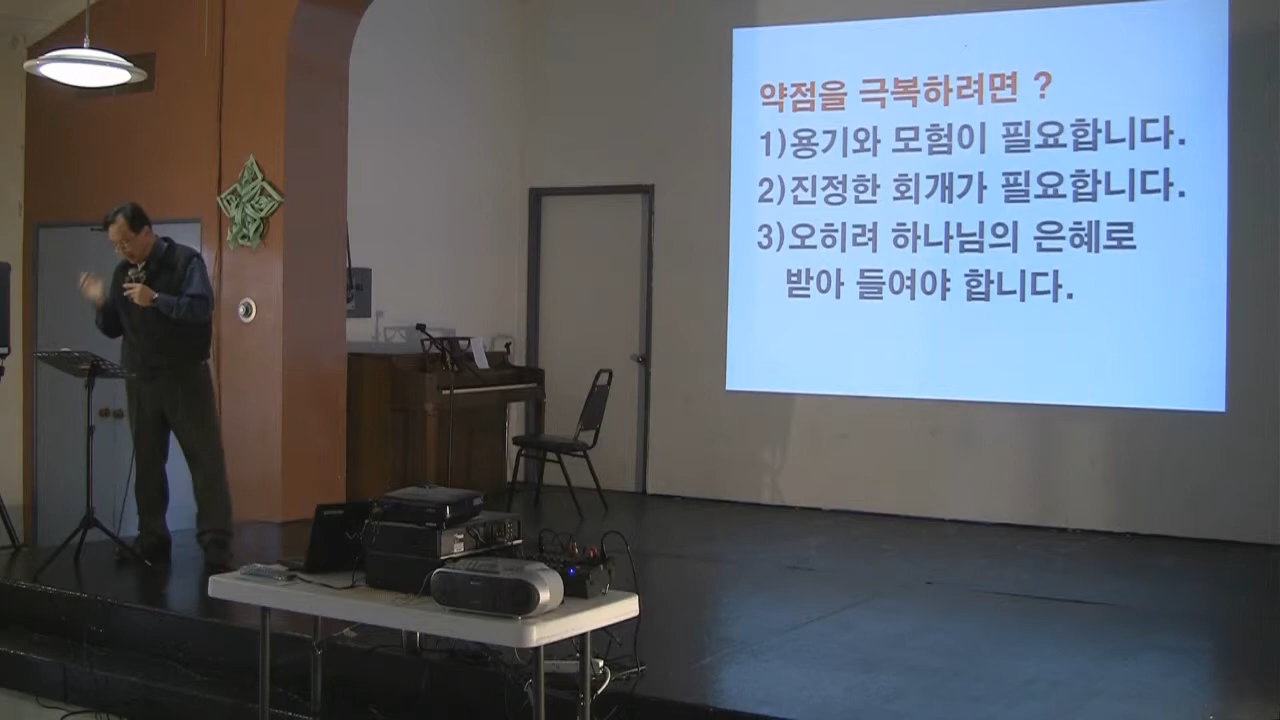 약점을 극복하려면 ?
1)용기와 모험이 필요합니다.
2)진정한 회개가 필요합니다.
3)오히려 하나님의 은혜로
받아 들여야 합니다.